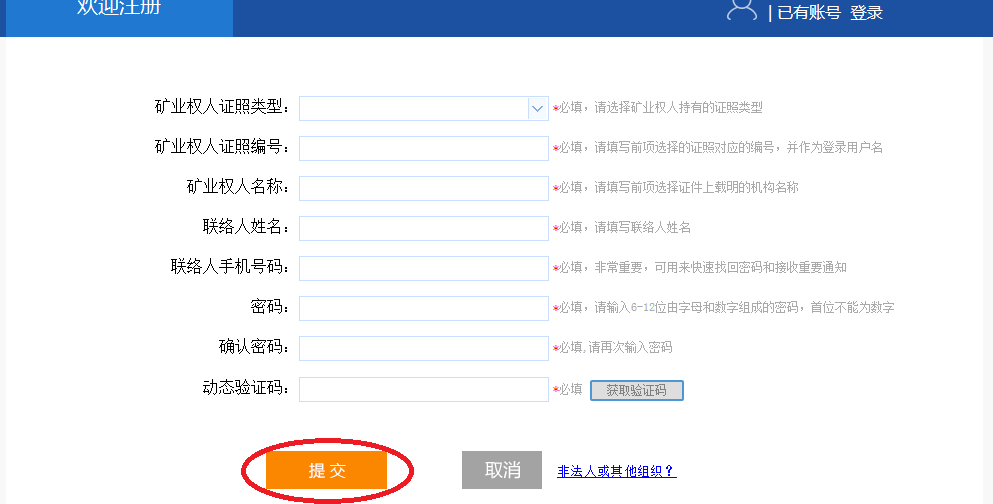 欢迎注册
已有账号 登录
矿业权人证照类型： *必填，请选择矿业权人持有的证照类型
矿业权人证照编号： *必填，请填写前项选择的证照对应的编号，并作为登录用户名
矿业权人名称： *必填，请填写前项选择证件上载明的机构名称
联络人姓名： *必填，请填写联络人姓名
联络人手机号码： *必填，非常重要，可用来快速找回密码和接收重要通知
密码： *必填，请输入6-12位由字母和数字组成的密码，首位不能为数字
确认密码： *必填,请再次输入密码
动态验证码： *必填 获取验证码
提 交 取消 非法人或其他组织？